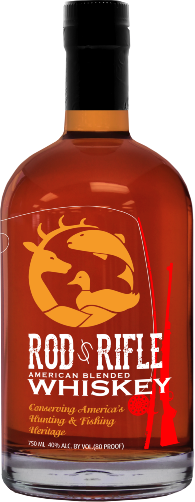 ROD & RIFLE
AMERICAN BLENDED
WHISKEY
Conserving America's
Hunting & Fishing
Heritage
750 ML 40% ALC. BY VOL.(80 PROOF)